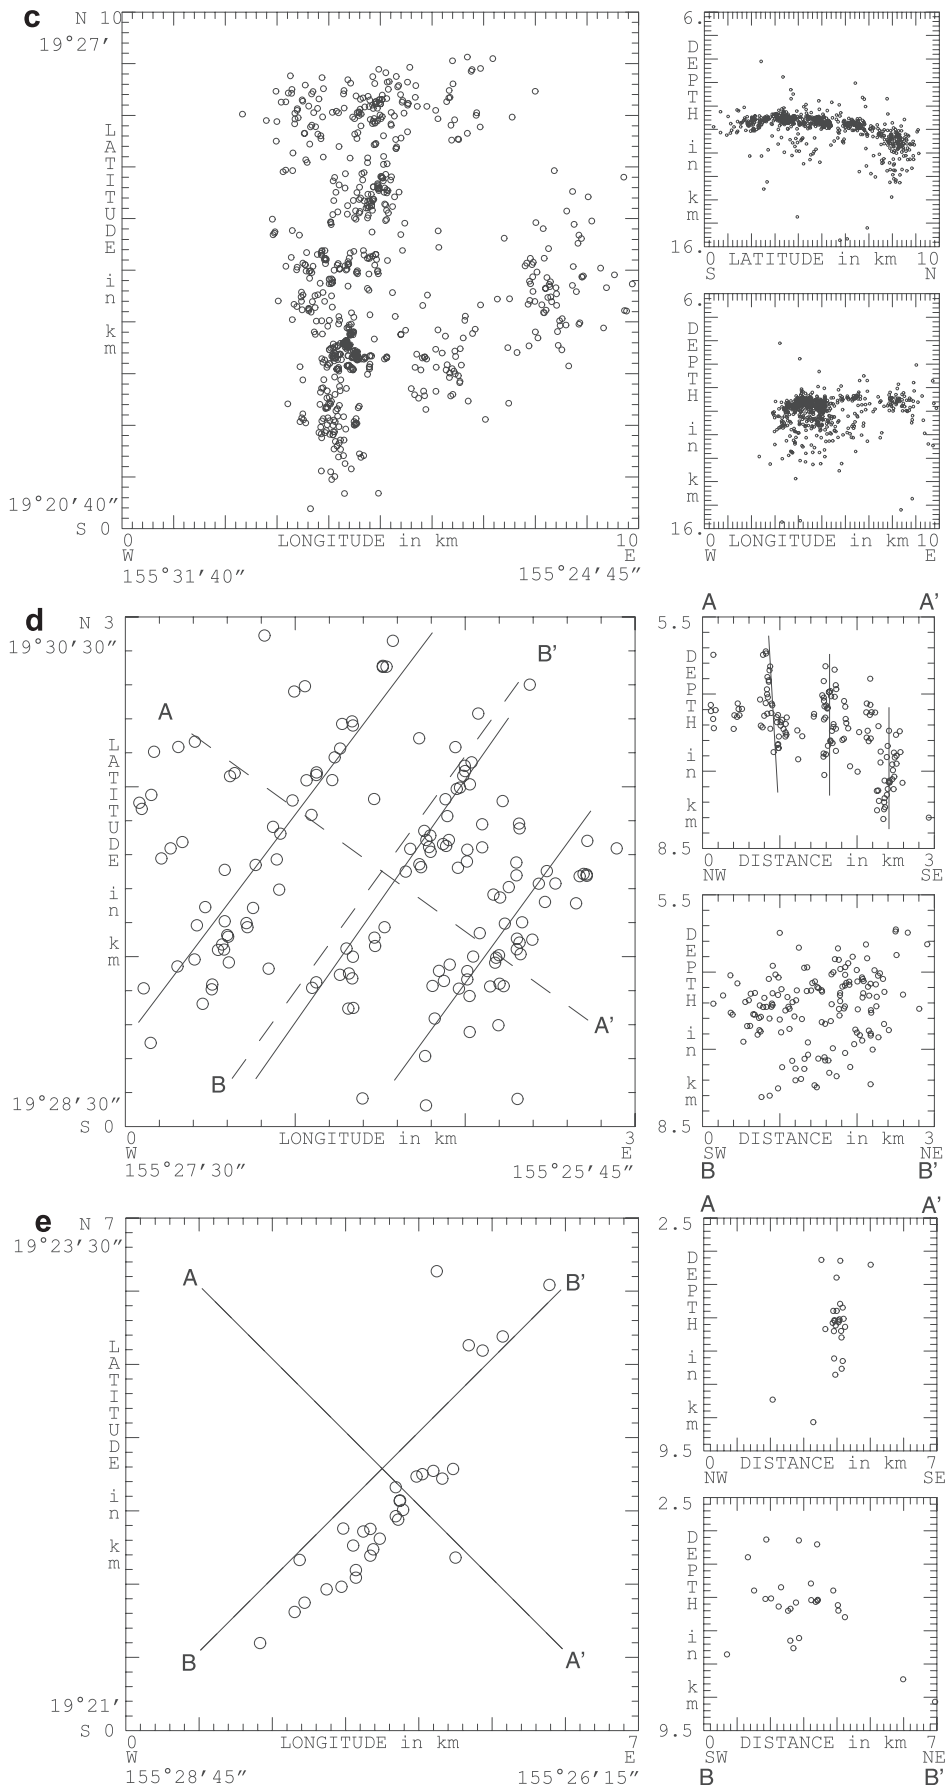 c
N 10
19°27′
LATITUDE in km
19°20′40″
S 0
0 LONGITUDE in km 10
W E
155°31′40″ 155°24′45″
6.
DEPTH in km
16.
0 LATITUDE in km 10
S N
6.
DEPTH in km
16.
0 LONGITUDE in km 10
W E
d
N 3
19°30′30″
LATITUDE in km
A
B'
A'
B
19°28′30″
S 0
0 LONGITUDE in km 3
W E
155°27′30″ 155°25′45″
A A'
5.5
DEPTH in km
8.5
0 DISTANCE in km 3
NW SE
5.5
DEPTH in km
8.5
0 DISTANCE in km 3
SW NE
B B'
e
N 7
19°23′30″
LATITUDE in km
A
B'
B
A'
19°21′
S 0
0 LONGITUDE in km 7
W E
155°28′45″ 155°26′15″
A A'
2.5
DEPTH in km
9.5
0 DISTANCE in km 7
NW SE
2.5
DEPTH in km
9.5
0 DISTANCE in km 7
SW NE
B B'